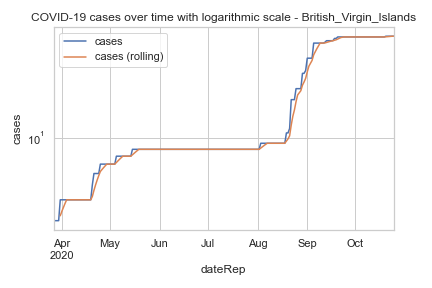 COVID-19 cases over time with logarithmic scale - British_Virgin_Islands
cases
cases (rolling)
cases
10¹
Apr May Jun Jul Aug Sep Oct
2020
dateRep